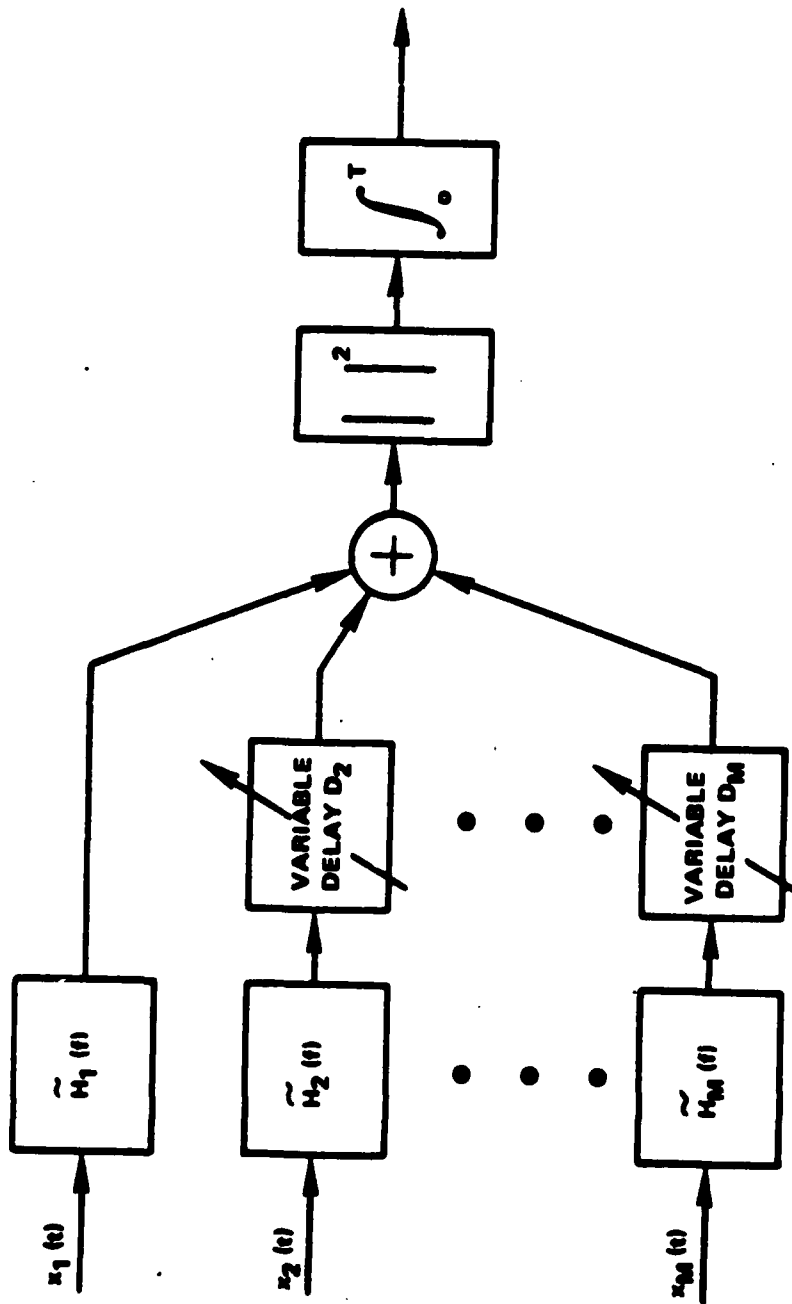 x₁ (t)
H̃₁ (f)
x₂ (t)
H̃₂ (f)
VARIABLE
DELAY D₂
x_M (t)
H̃_M (f)
VARIABLE
DELAY D_M
+
| |²
∫₀ᵀ